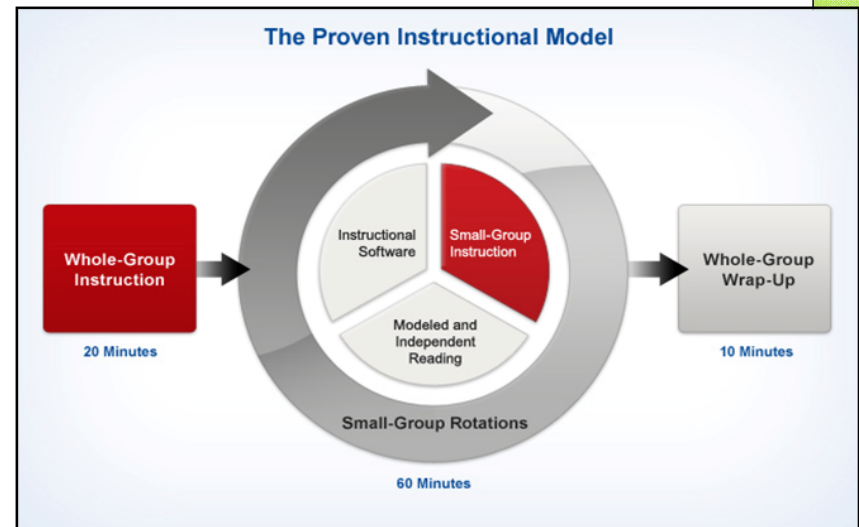 The Proven Instructional Model
Whole-Group
Instruction
20 Minutes
Instructional
Software
Small-Group
Instruction
Modeled and
Independent
Reading
Small-Group Rotations
60 Minutes
Whole-Group
Wrap-Up
10 Minutes